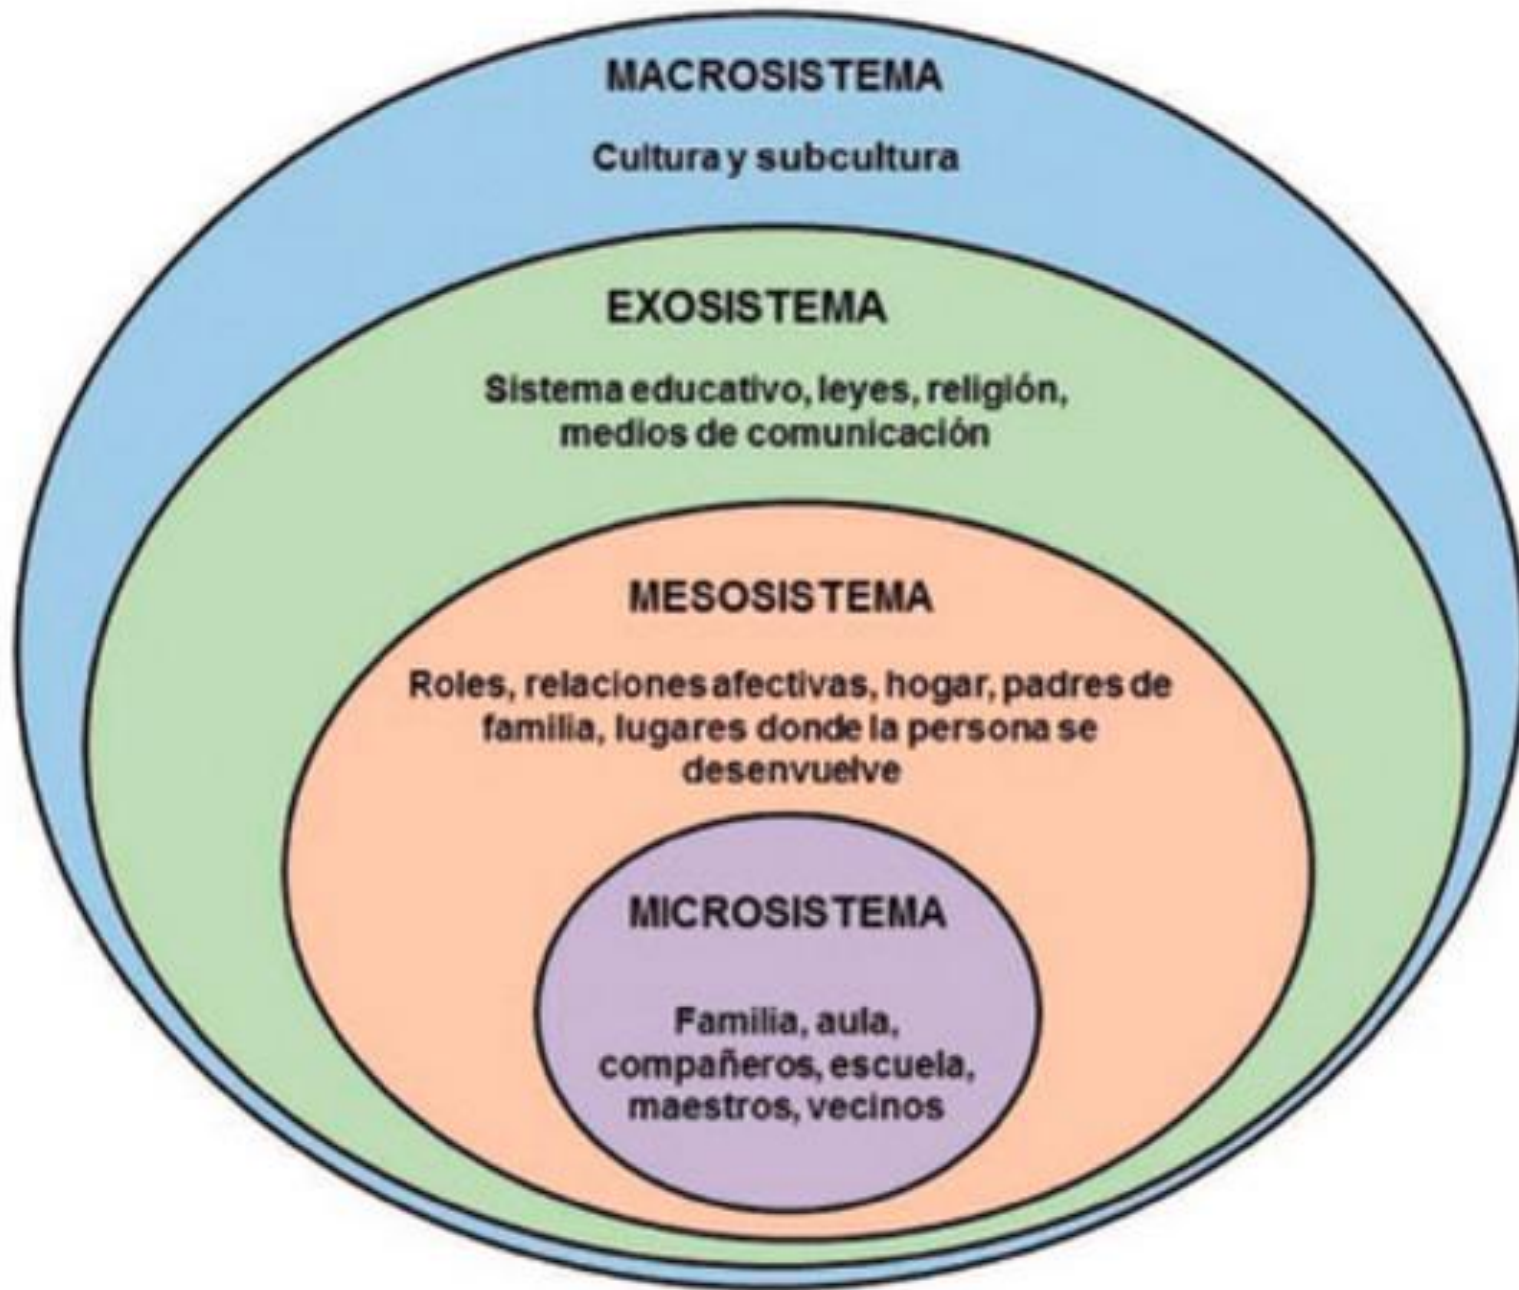 MACROSISTEMA
Cultura y subcultura
EXOSISTEMA
Sistema educativo, leyes, religión,
medios de comunicación
MESOSISTEMA
Roles, relaciones afectivas, hogar, padres de
familia, lugares donde la persona se
desenvuelve
MICROSISTEMA
Familia, aula,
compañeros, escuela,
maestros, vecinos